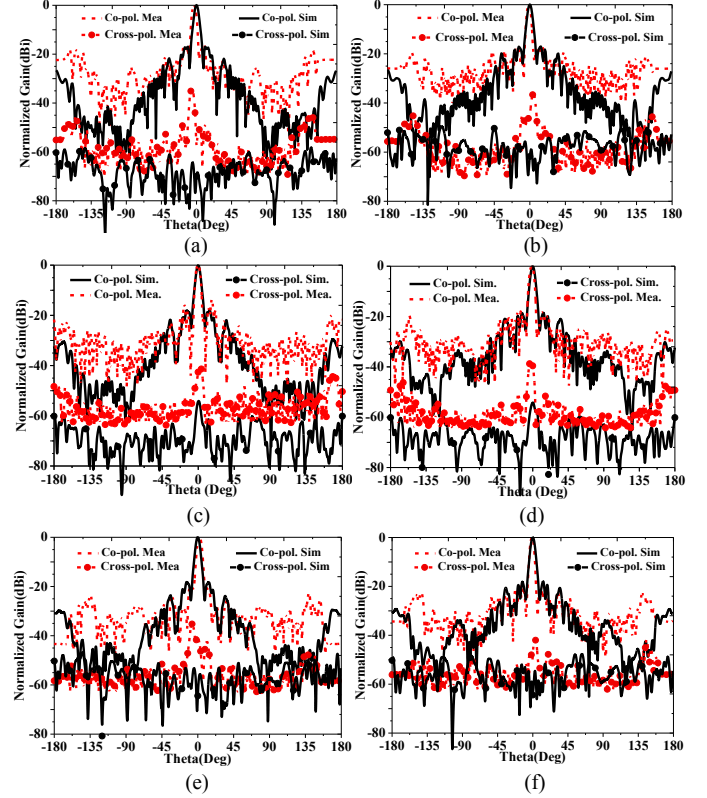 Co-pol. Mea Co-pol. Sim
Cross-pol. Mea Cross-pol. Sim
Normalized Gain(dBi)
0
-20
-40
-60
-80
-180 -135 -90 -45 0 45 90 135 180
Theta(Deg)
(a)
Co-pol. Mea Co-pol. Sim
Cross-pol. Mea Cross-pol. Sim
Normalized Gain(dBi)
0
-20
-40
-60
-80
-180 -135 -90 -45 0 45 90 135 180
Theta(Deg)
(b)
Co-pol. Sim. Cross-pol. Sim.
Co-pol. Mea. Cross-pol. Mea.
Normalized Gain(dBi)
0
-20
-40
-60
-80
-180 -135 -90 -45 0 45 90 135 180
Theta (Deg)
(c)
Co-pol. Sim. Cross-pol. Sim.
Co-pol. Mea. Cross-pol. Mea.
Normalized Gain (dBi)
0
-20
-40
-60
-80
-180 -135 -90 -45 0 45 90 135 180
Theta (Deg)
(d)
Co-pol. Mea Co-pol. Sim
Cross-pol. Mea Cross-pol. Sim
Normalized Gain(dBi)
0
-20
-40
-60
-80
-180 -135 -90 -45 0 45 90 135 180
Theta(Deg)
(e)
Co-pol. Mea Co-pol. Sim
Cross-pol. Mea Cross-pol. Sim
Normalized Gain(dBi)
0
-20
-40
-60
-80
-180 -135 -90 -45 0 45 90 135 180
Theta(Deg)
(f)